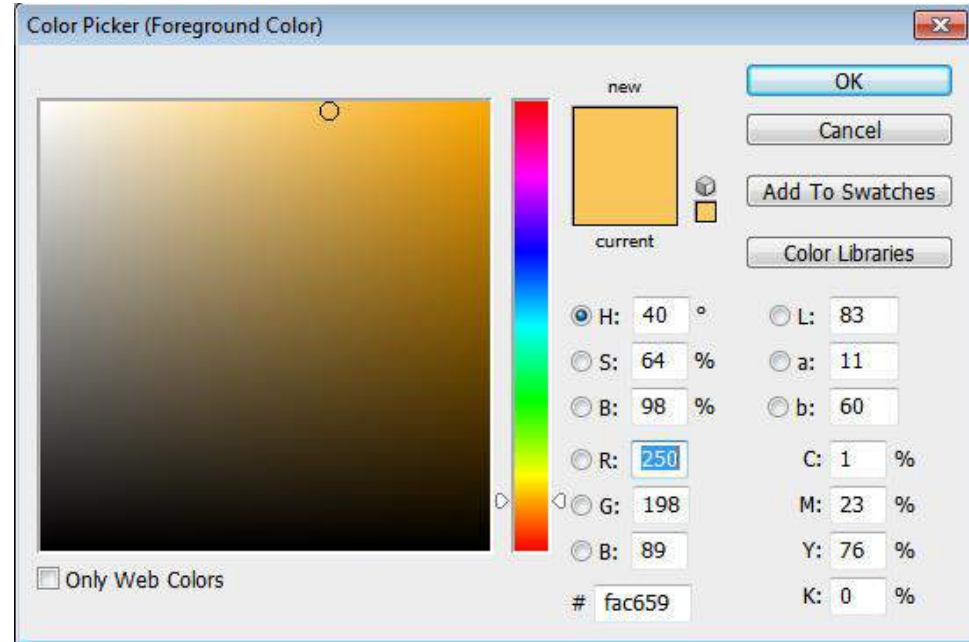 Color Picker (Foreground Color)
new
current
OK
Cancel
Add To Swatches
Color Libraries
H: 40 °
S: 64 %
B: 98 %
R: 250
G: 198
B: 89
# fac659
L: 83
a: 11
b: 60
C: 1 %
M: 23 %
Y: 76 %
K: 0 %
Only Web Colors